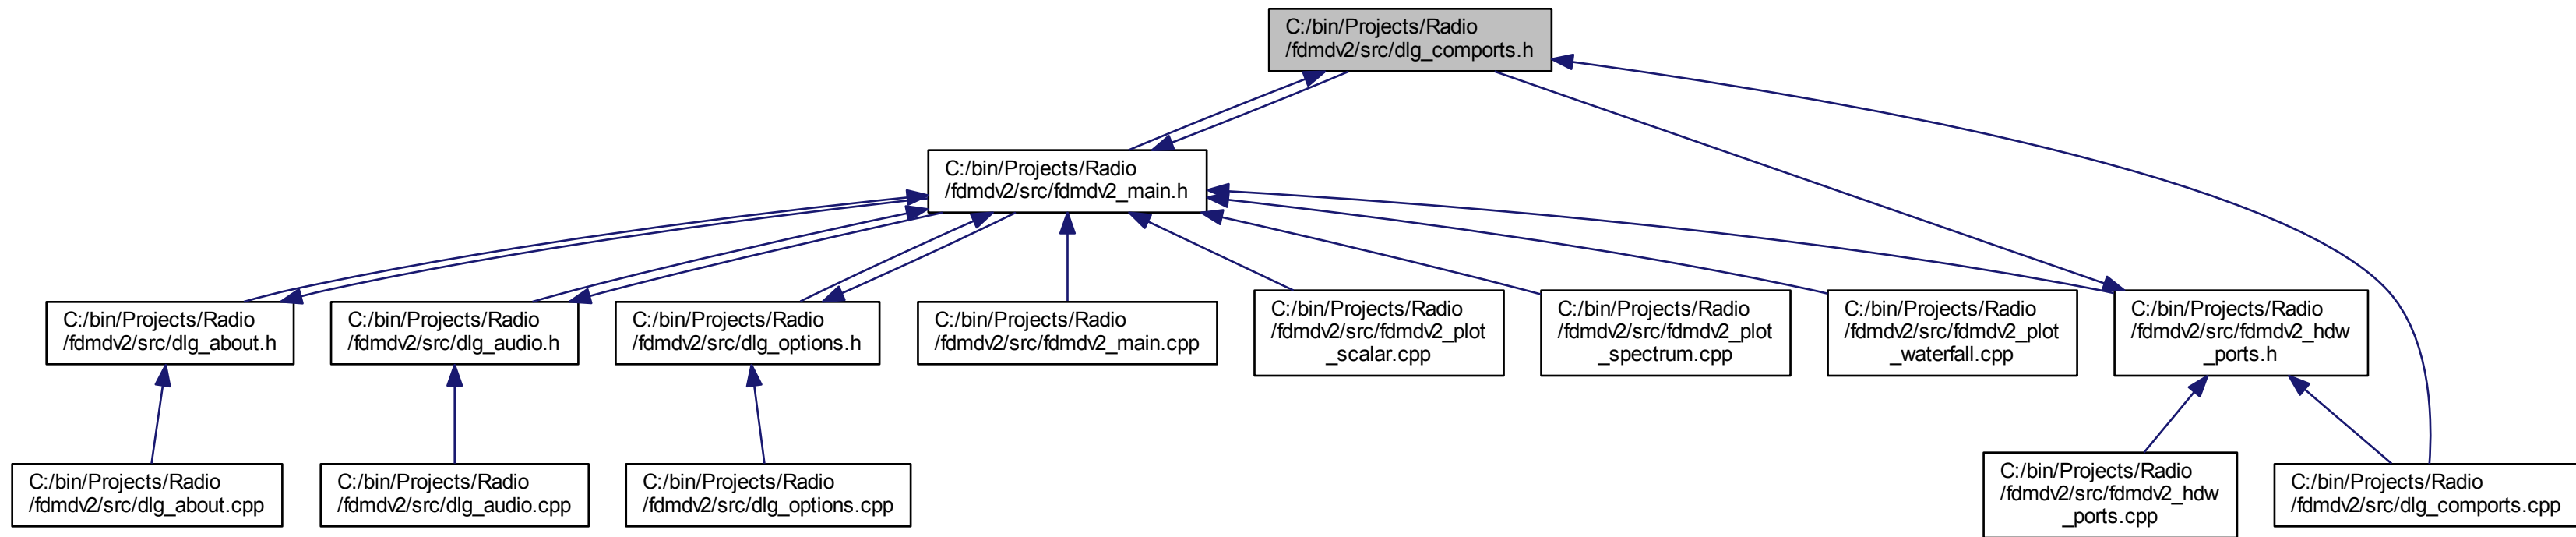 C:/bin/Projects/Radio
/fdmdv2/src/dlg_comports.h
C:/bin/Projects/Radio
/fdmdv2/src/fdmdv2_main.h
C:/bin/Projects/Radio
/fdmdv2/src/dlg_about.h
C:/bin/Projects/Radio
/fdmdv2/src/dlg_audio.h
C:/bin/Projects/Radio
/fdmdv2/src/dlg_options.h
C:/bin/Projects/Radio
/fdmdv2/src/fdmdv2_main.cpp
C:/bin/Projects/Radio
/fdmdv2/src/fdmdv2_plot
_scalar.cpp
C:/bin/Projects/Radio
/fdmdv2/src/fdmdv2_plot
_spectrum.cpp
C:/bin/Projects/Radio
/fdmdv2/src/fdmdv2_plot
_waterfall.cpp
C:/bin/Projects/Radio
/fdmdv2/src/fdmdv2_hdw
_ports.h
C:/bin/Projects/Radio
/fdmdv2/src/dlg_about.cpp
C:/bin/Projects/Radio
/fdmdv2/src/dlg_audio.cpp
C:/bin/Projects/Radio
/fdmdv2/src/dlg_options.cpp
C:/bin/Projects/Radio
/fdmdv2/src/fdmdv2_hdw
_ports.cpp
C:/bin/Projects/Radio
/fdmdv2/src/dlg_comports.cpp